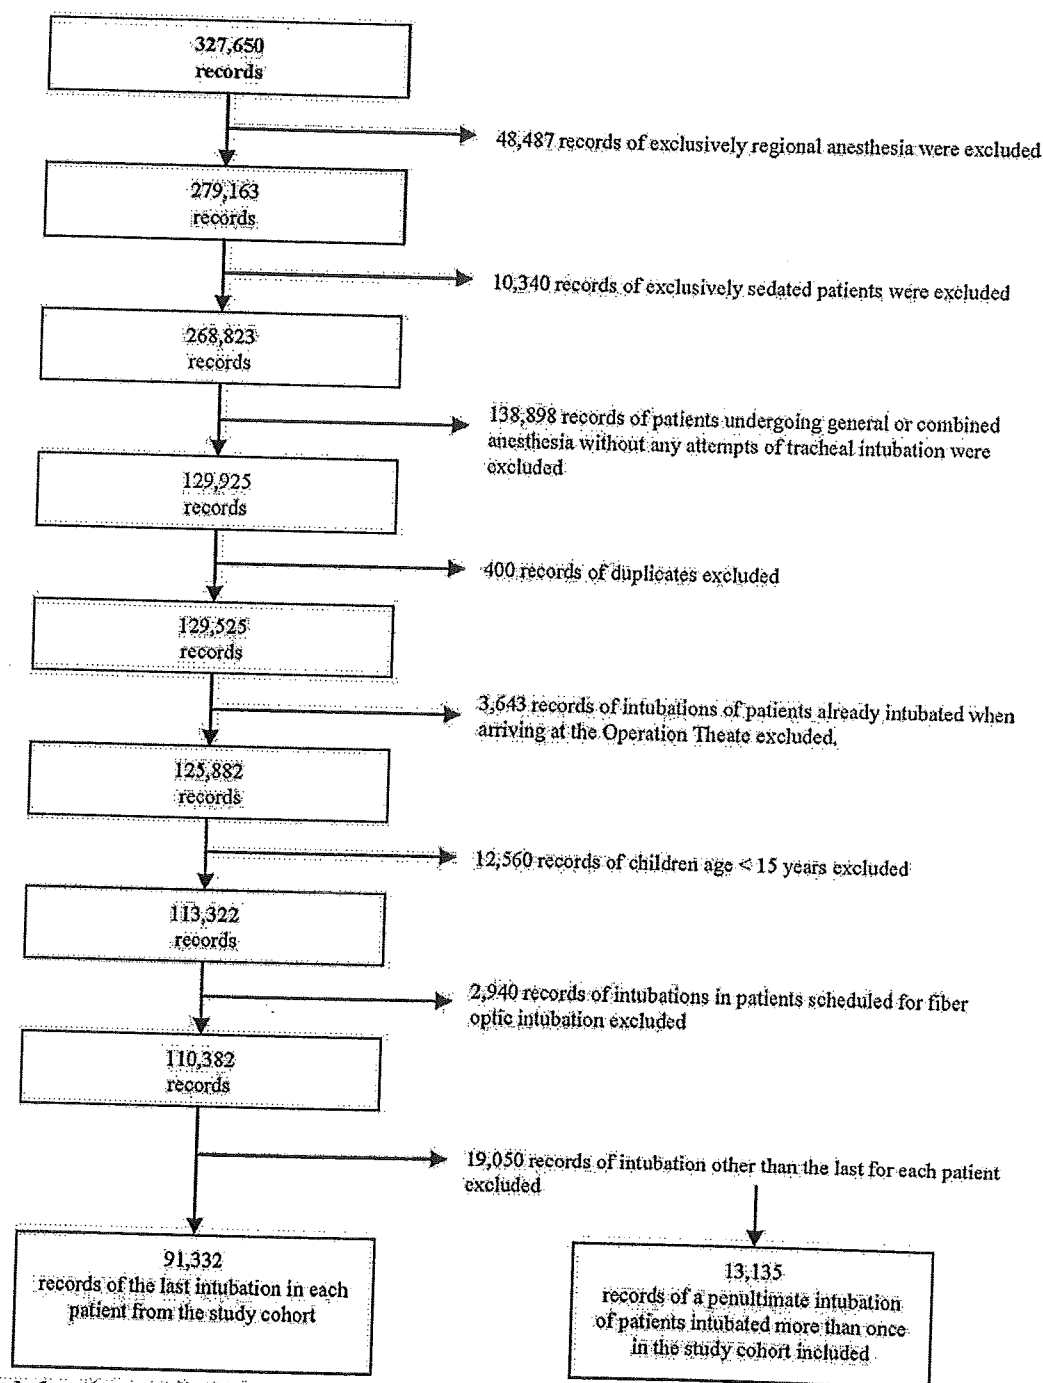 327,650
records
48,487 records of exclusively regional anesthesia were excluded
279,163
records
10,340 records of exclusively sedated patients were excluded
268,823
records
138,898 records of patients undergoing general or combined
anesthesia without any attempts of tracheal intubation were
excluded
129,925
records
400 records of duplicates excluded
129,525
records
3,643 records of intubations of patients already intubated when
arriving at the Operation Theate excluded.
125,882
records
12,560 records of children age < 15 years excluded
113,322
records
2,940 records of intubations in patients scheduled for fiber
optic intubation excluded
110,382
records
19,050 records of intubation other than the last for each patient
excluded
91,332
records of the last intubation in each
patient from the study cohort
13,135
records of a penultimate intubation
of patients intubated more than once
in the study cohort included